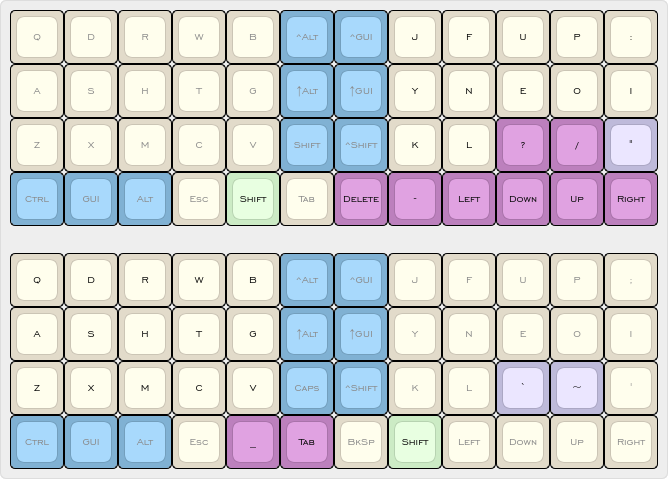 Q D R W B ^Alt ^GUI J F U P :
A S H T G ↑Alt ↑GUI Y N E O I
Z X M C V Shift ^Shift K L ? / "
Ctrl GUI Alt Esc Shift Tab Delete - Left Down Up Right
Q D R W B ^Alt ^GUI J F U P ;
A S H T G ↑Alt ↑GUI Y N E O I
Z X M C V Caps ^Shift K L ` ~ '
Ctrl GUI Alt Esc _ Tab BkSp Shift Left Down Up Right